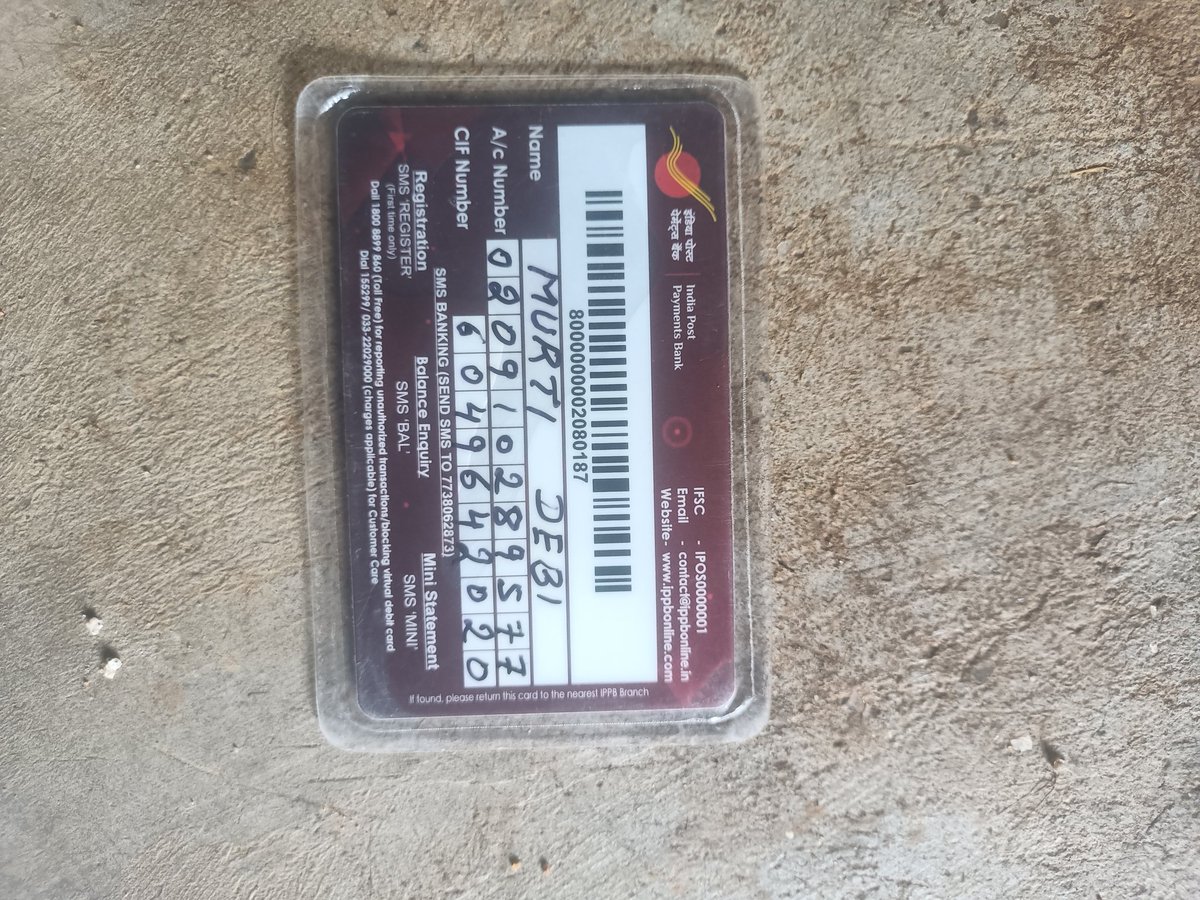 इंडिया पोस्ट
पेमेंट्स बैंक
India Post
Payments Bank
IFSC - IPOS0000001
Email - contact@ippbonline.in
Website- www.ippbonline.com
8000000002080187
Name MURTI DEBI
A/c Number 020910289577
CIF Number 6049649020
SMS BANKING (SEND SMS TO 7738062873)
Registration Balance Enquiry Mini Statement
SMS 'REGISTER' SMS 'BAL' SMS 'MINI'
(First time only)
Dail 1800 8899 860 (Toll Free) for reporting unauthorized transactions/blocking virtual debit card
Dial 155299/ 033-22029000 (charges applicable) for Customer Care
If found, please return this card to the nearest IPPB Branch